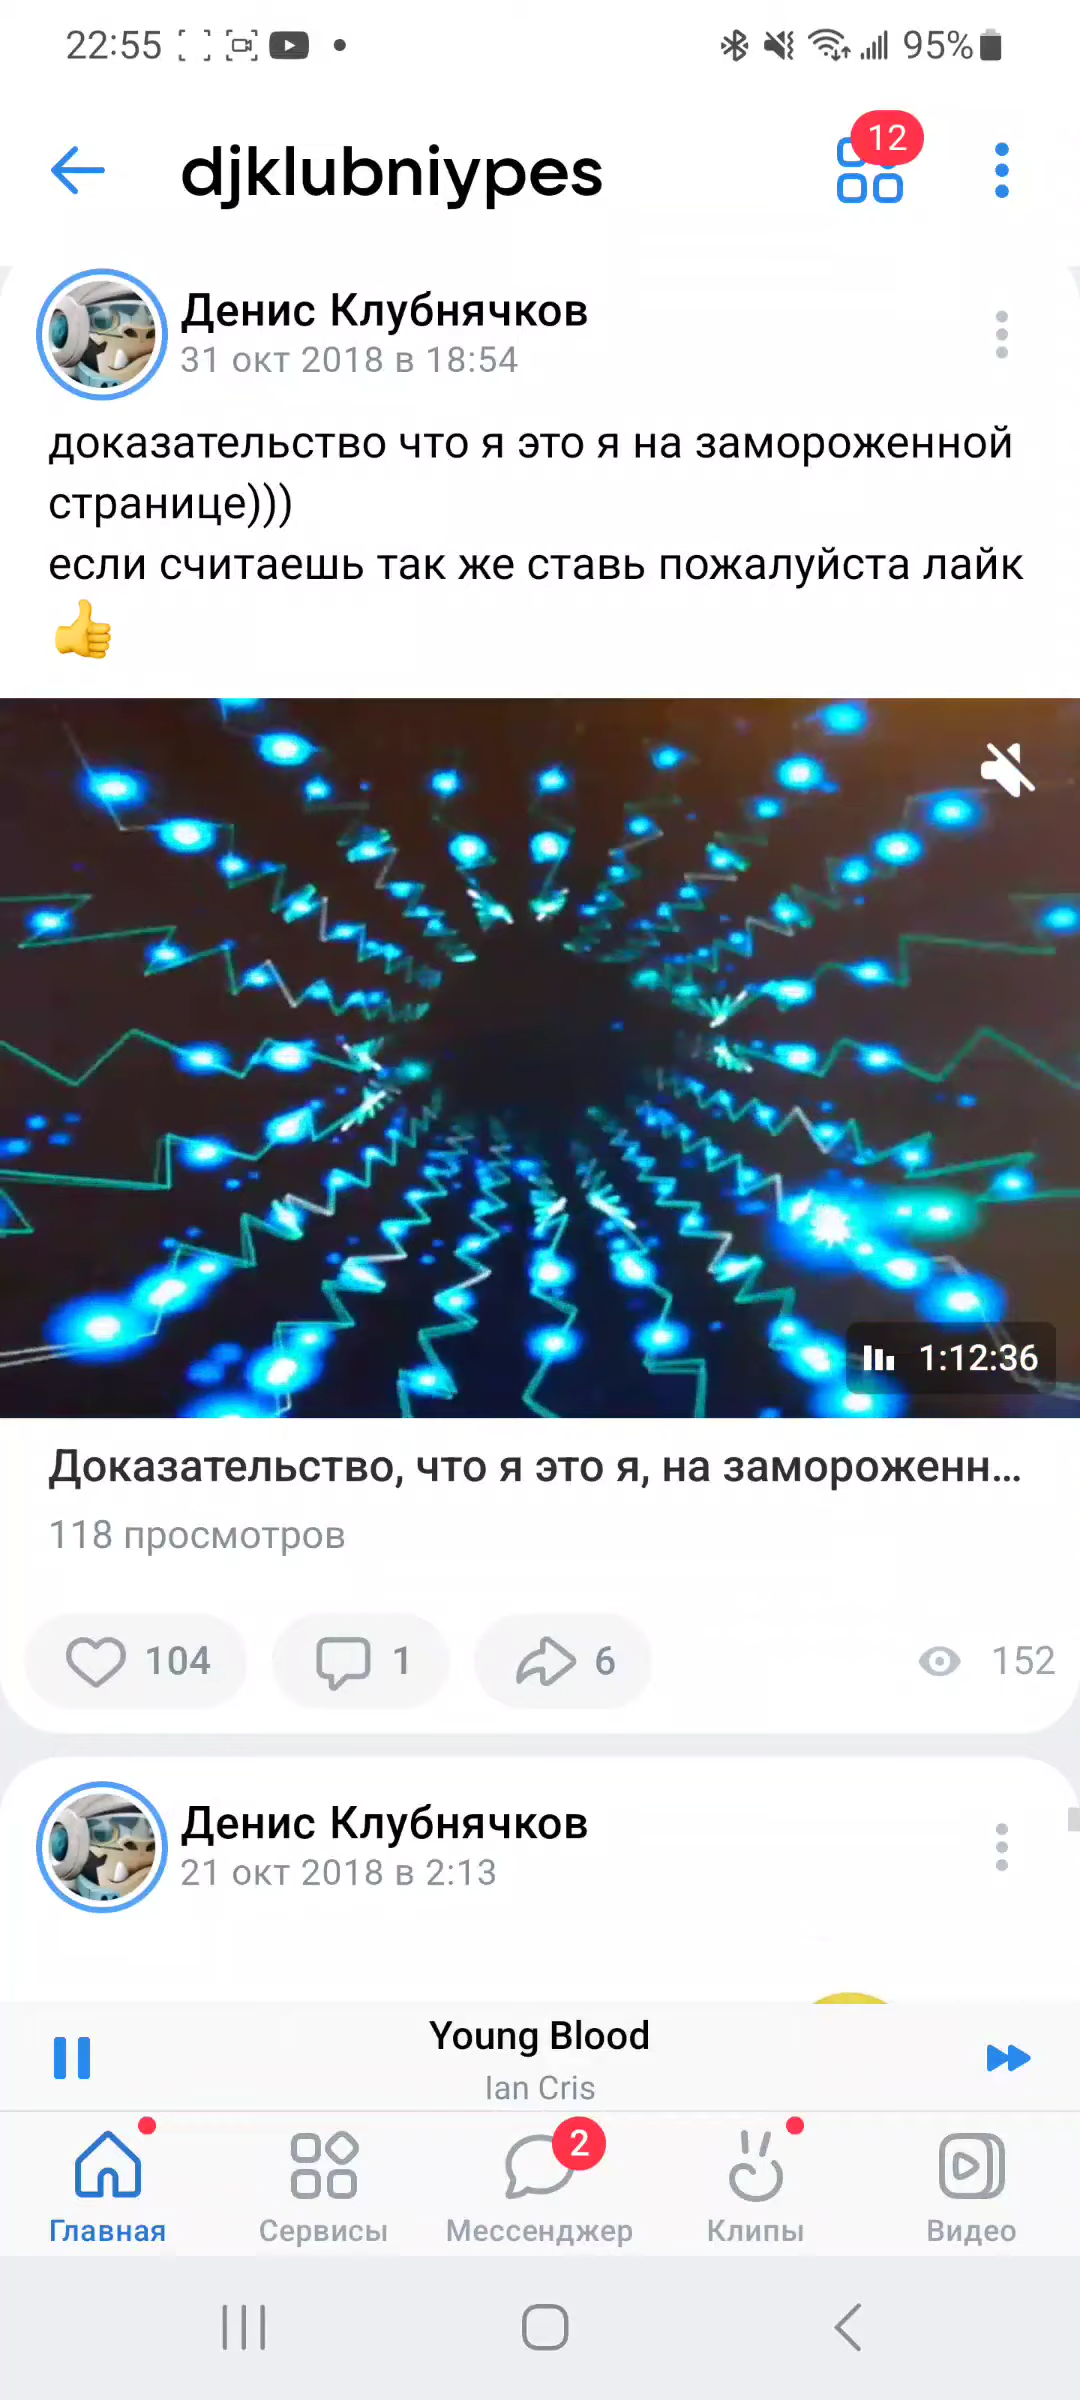 22:55
95%
djklubniypes
12
Денис Клубнячков
31 окт 2018 в 18:54
доказательство что я это я на замороженной
странице)))
если считаешь так же ставь пожалуйста лайк
👍
1:12:36
Доказательство, что я это я, на замороженн...
118 просмотров
104
1
6
152
Денис Клубнячков
21 окт 2018 в 2:13
Young Blood
Ian Cris
2
Главная
Сервисы
Мессенджер
Клипы
Видео